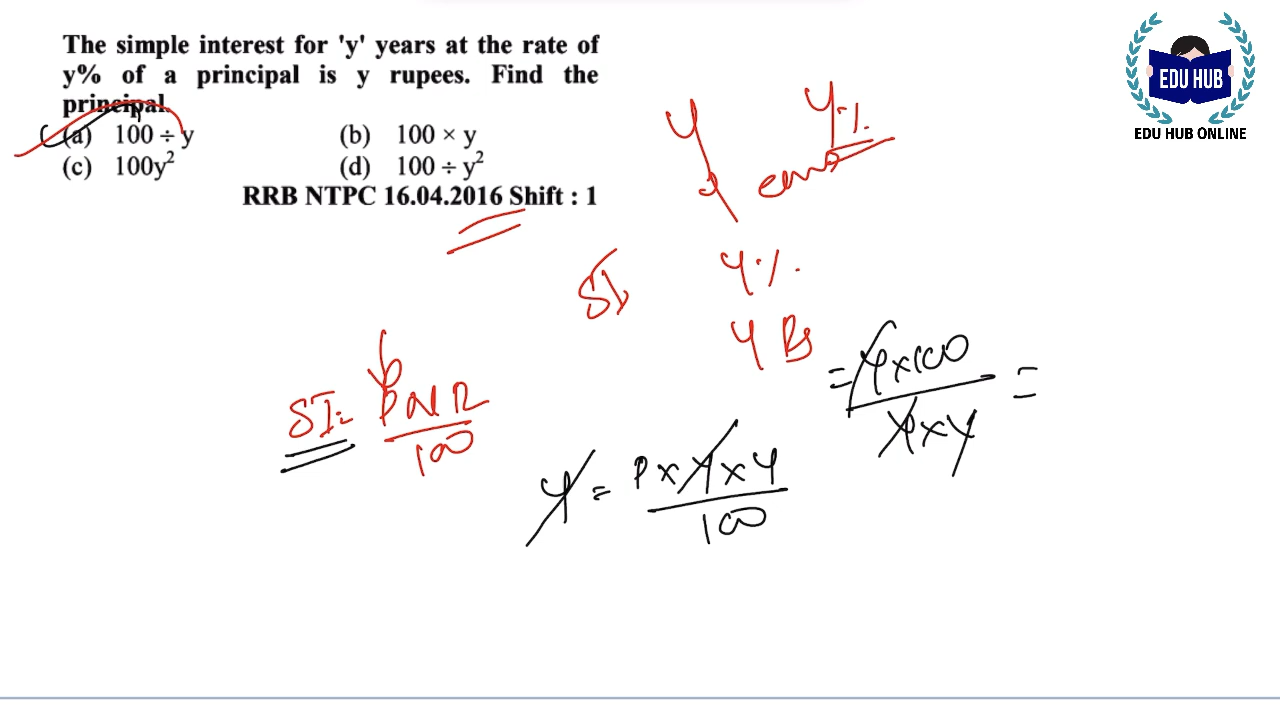 The simple interest for 'y' years at the rate of
y% of a principal is y rupees. Find the
principal.
(a) 100 ÷ y (b) 100 × y
(c) 100y² (d) 100 ÷ y²
RRB NTPC 16.04.2016 Shift : 1
EDU HUB
EDU HUB ONLINE
y y%
SI y%
y Rs
= y×100 / y×y =
SI = PNR / 100
y = P×y×y / 100